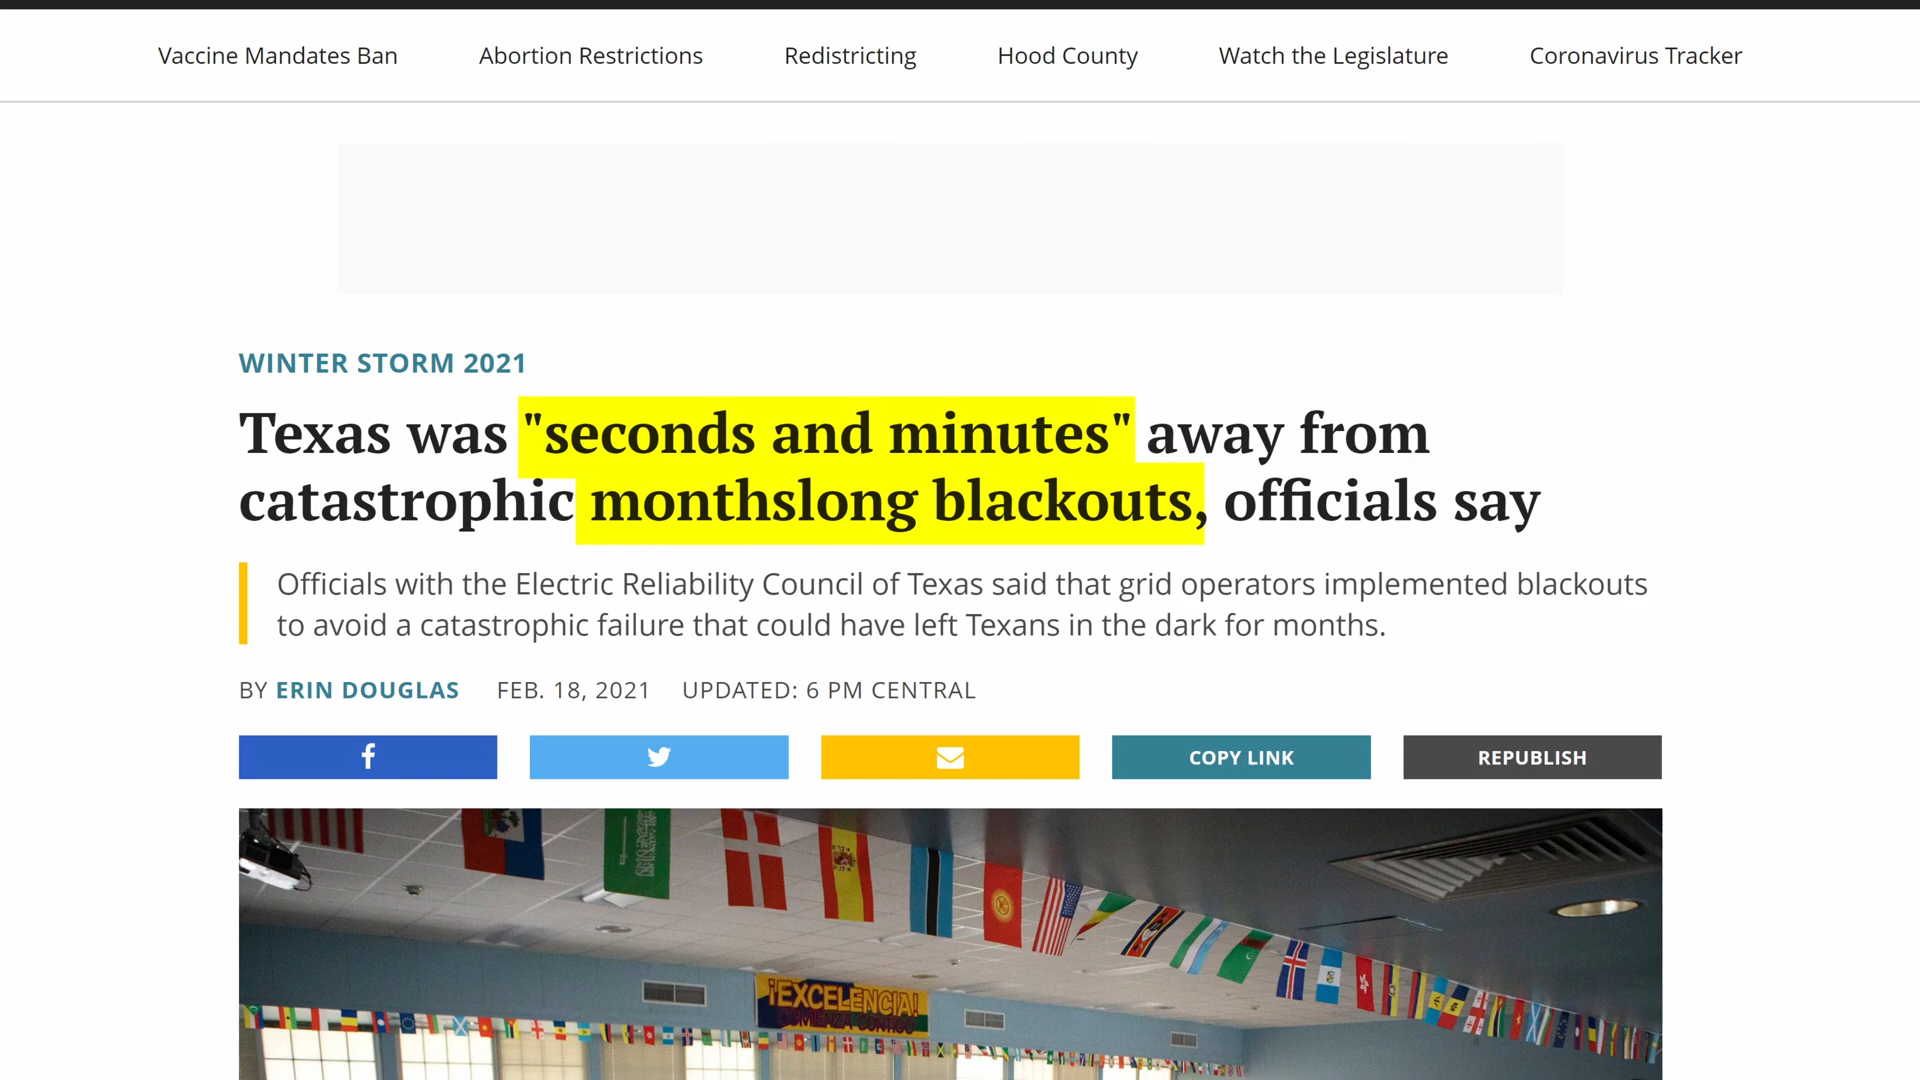 Vaccine Mandates Ban Abortion Restrictions Redistricting Hood County Watch the Legislature Coronavirus Tracker
WINTER STORM 2021
Texas was "seconds and minutes" away from
catastrophic monthslong blackouts, officials say
Officials with the Electric Reliability Council of Texas said that grid operators implemented blackouts
to avoid a catastrophic failure that could have left Texans in the dark for months.
BY ERIN DOUGLAS FEB. 18, 2021 UPDATED: 6 PM CENTRAL
COPY LINK REPUBLISH
¡EXCELENCIA!
COMIENZA CONTIGO